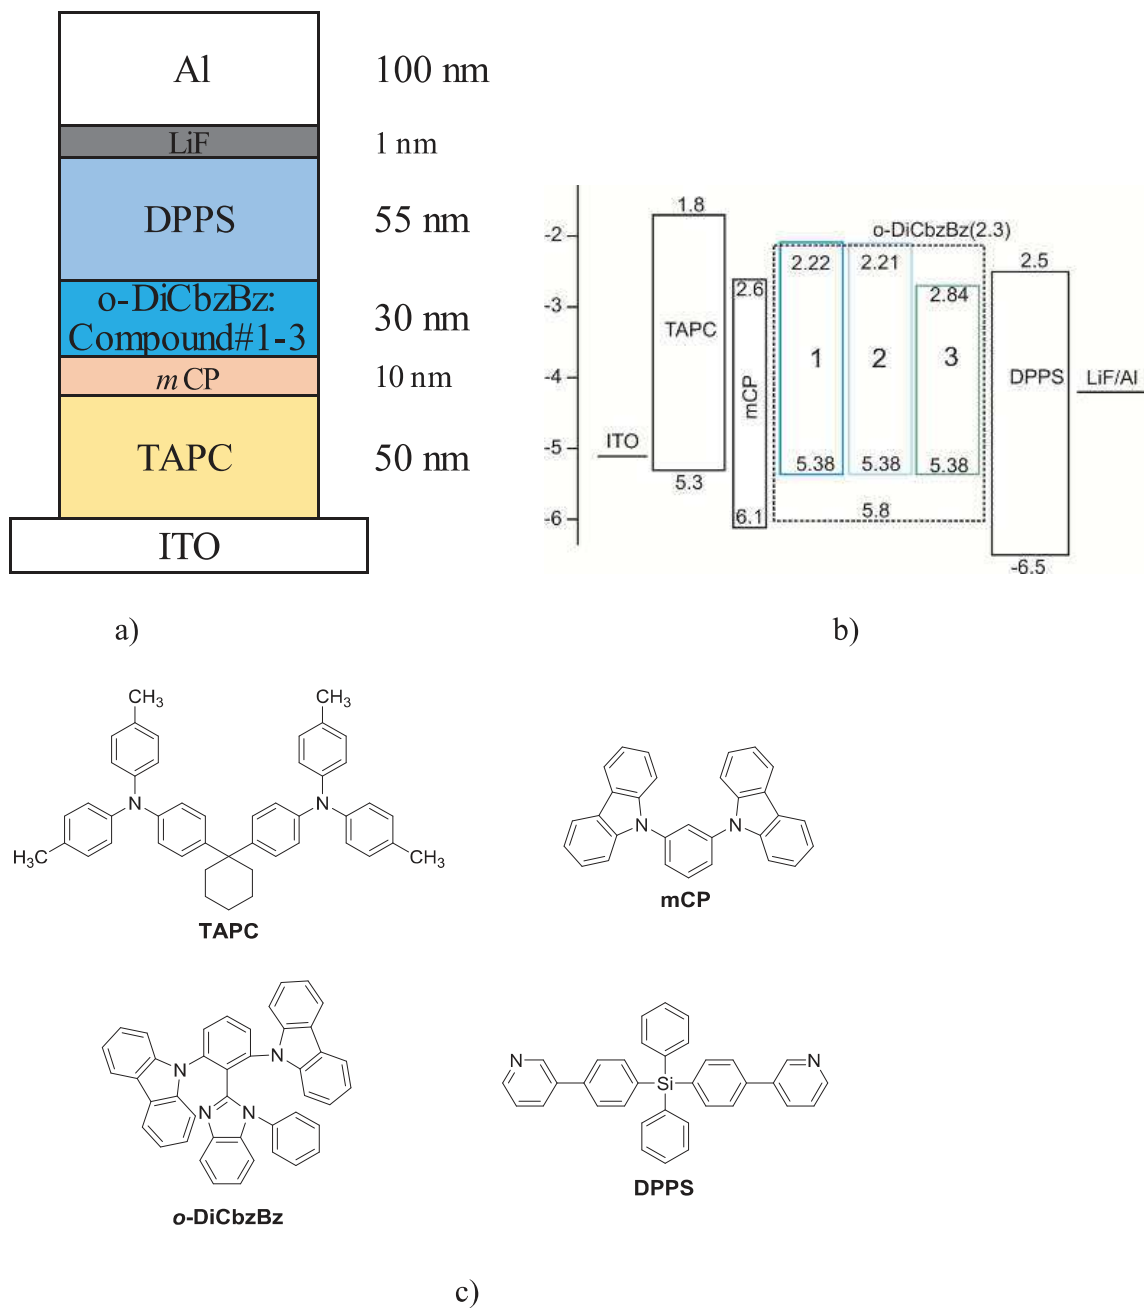 Al 100 nm
LiF 1 nm
DPPS 55 nm
o-DiCbzBz:
Compound#1-3 30 nm
mCP 10 nm
TAPC 50 nm
ITO
a)
-2
-3
-4
-5
-6
ITO
1.8
TAPC
5.3
2.6
mCP
6.1
o-DiCbzBz(2.3)
2.22 2.21 2.84
1 2 3
5.38 5.38 5.38
5.8
2.5
DPPS
-6.5
LiF/Al
b)
CH3 CH3
N N
H3C CH3
TAPC
N N
mCP
N N
N N
o-DiCbzBz
N N
Si
DPPS
c)